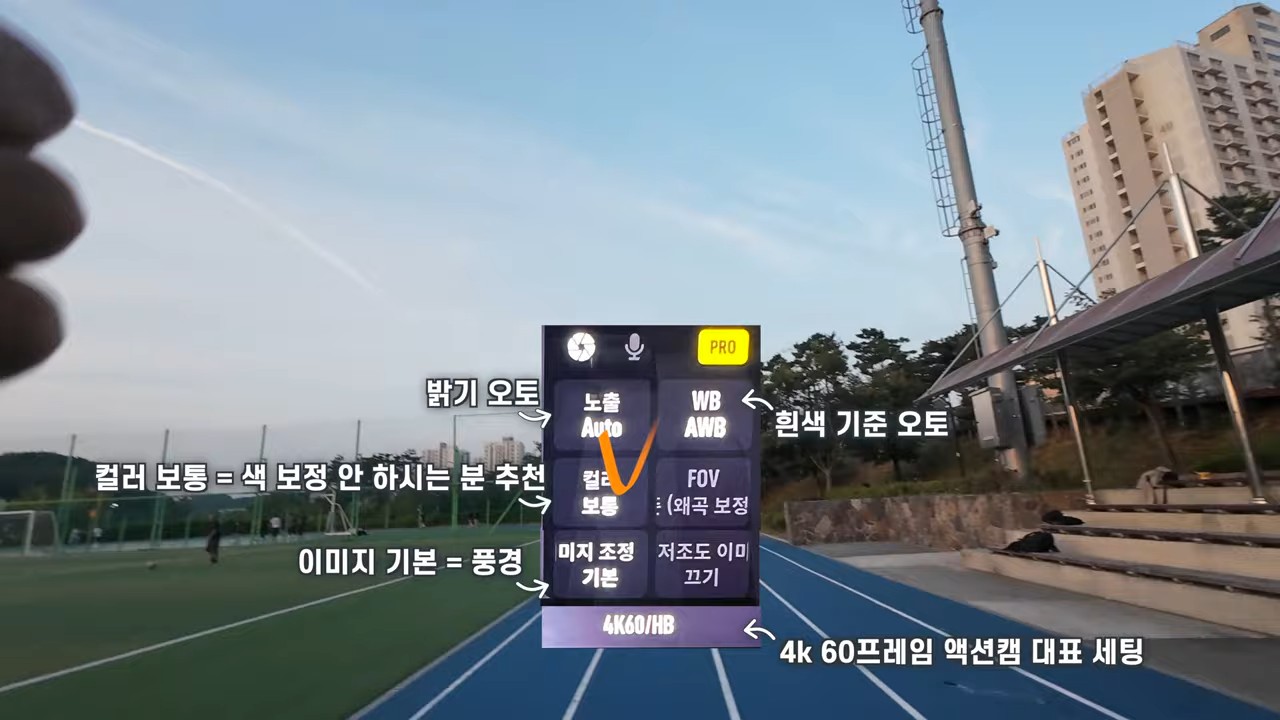 PRO
밝기 오토
노출
Auto
WB
AWB
흰색 기준 오토
컬러 보통 = 색 보정 안 하시는 분 추천
컬러
보통
FOV
(왜곡 보정
이미지 기본 = 풍경
미지 조정
기본
저조도 이미
끄기
4K60/HB
4k 60프레임 액션캠 대표 세팅